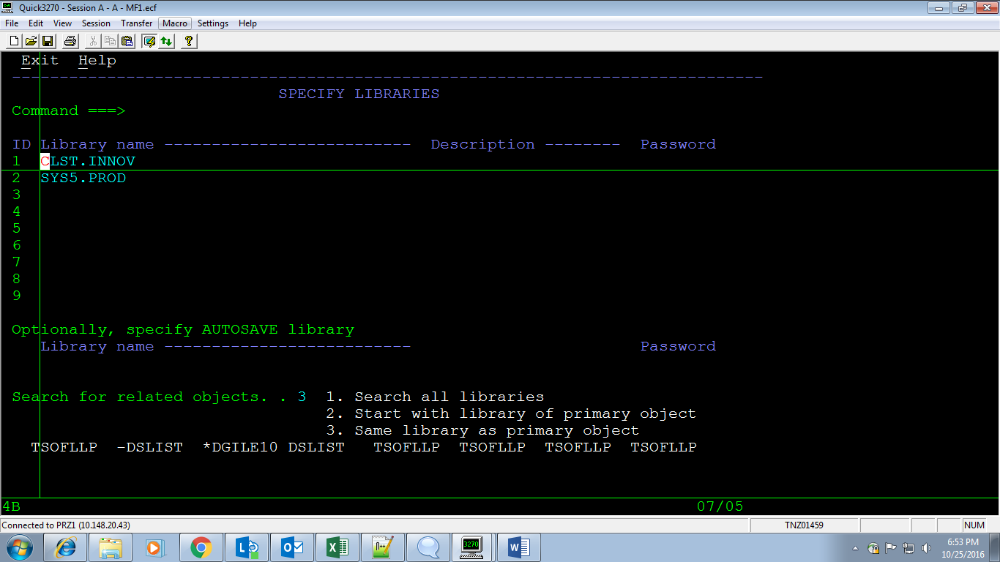 Quick3270 - Session A - A - MF1.ecf
File Edit View Session Transfer Macro Settings Help
Exit Help
-------------------------------------------------------------------------------
SPECIFY LIBRARIES
Command ===>
ID Library name -------------------------- Description -------- Password
1 CLST.INNOV
2 SYS5.PROD
3
4
5
6
7
8
9
Optionally, specify AUTOSAVE library
Library name -------------------------- Password
Search for related objects. . 3 1. Search all libraries
2. Start with library of primary object
3. Same library as primary object
TSOFLLP -DSLIST *DGILE10 DSLIST TSOFLLP TSOFLLP TSOFLLP TSOFLLP
4B 07/05
Connected to PRZ1 (10.148.20.43) TNZ01459 NUM
6:53 PM
10/25/2016